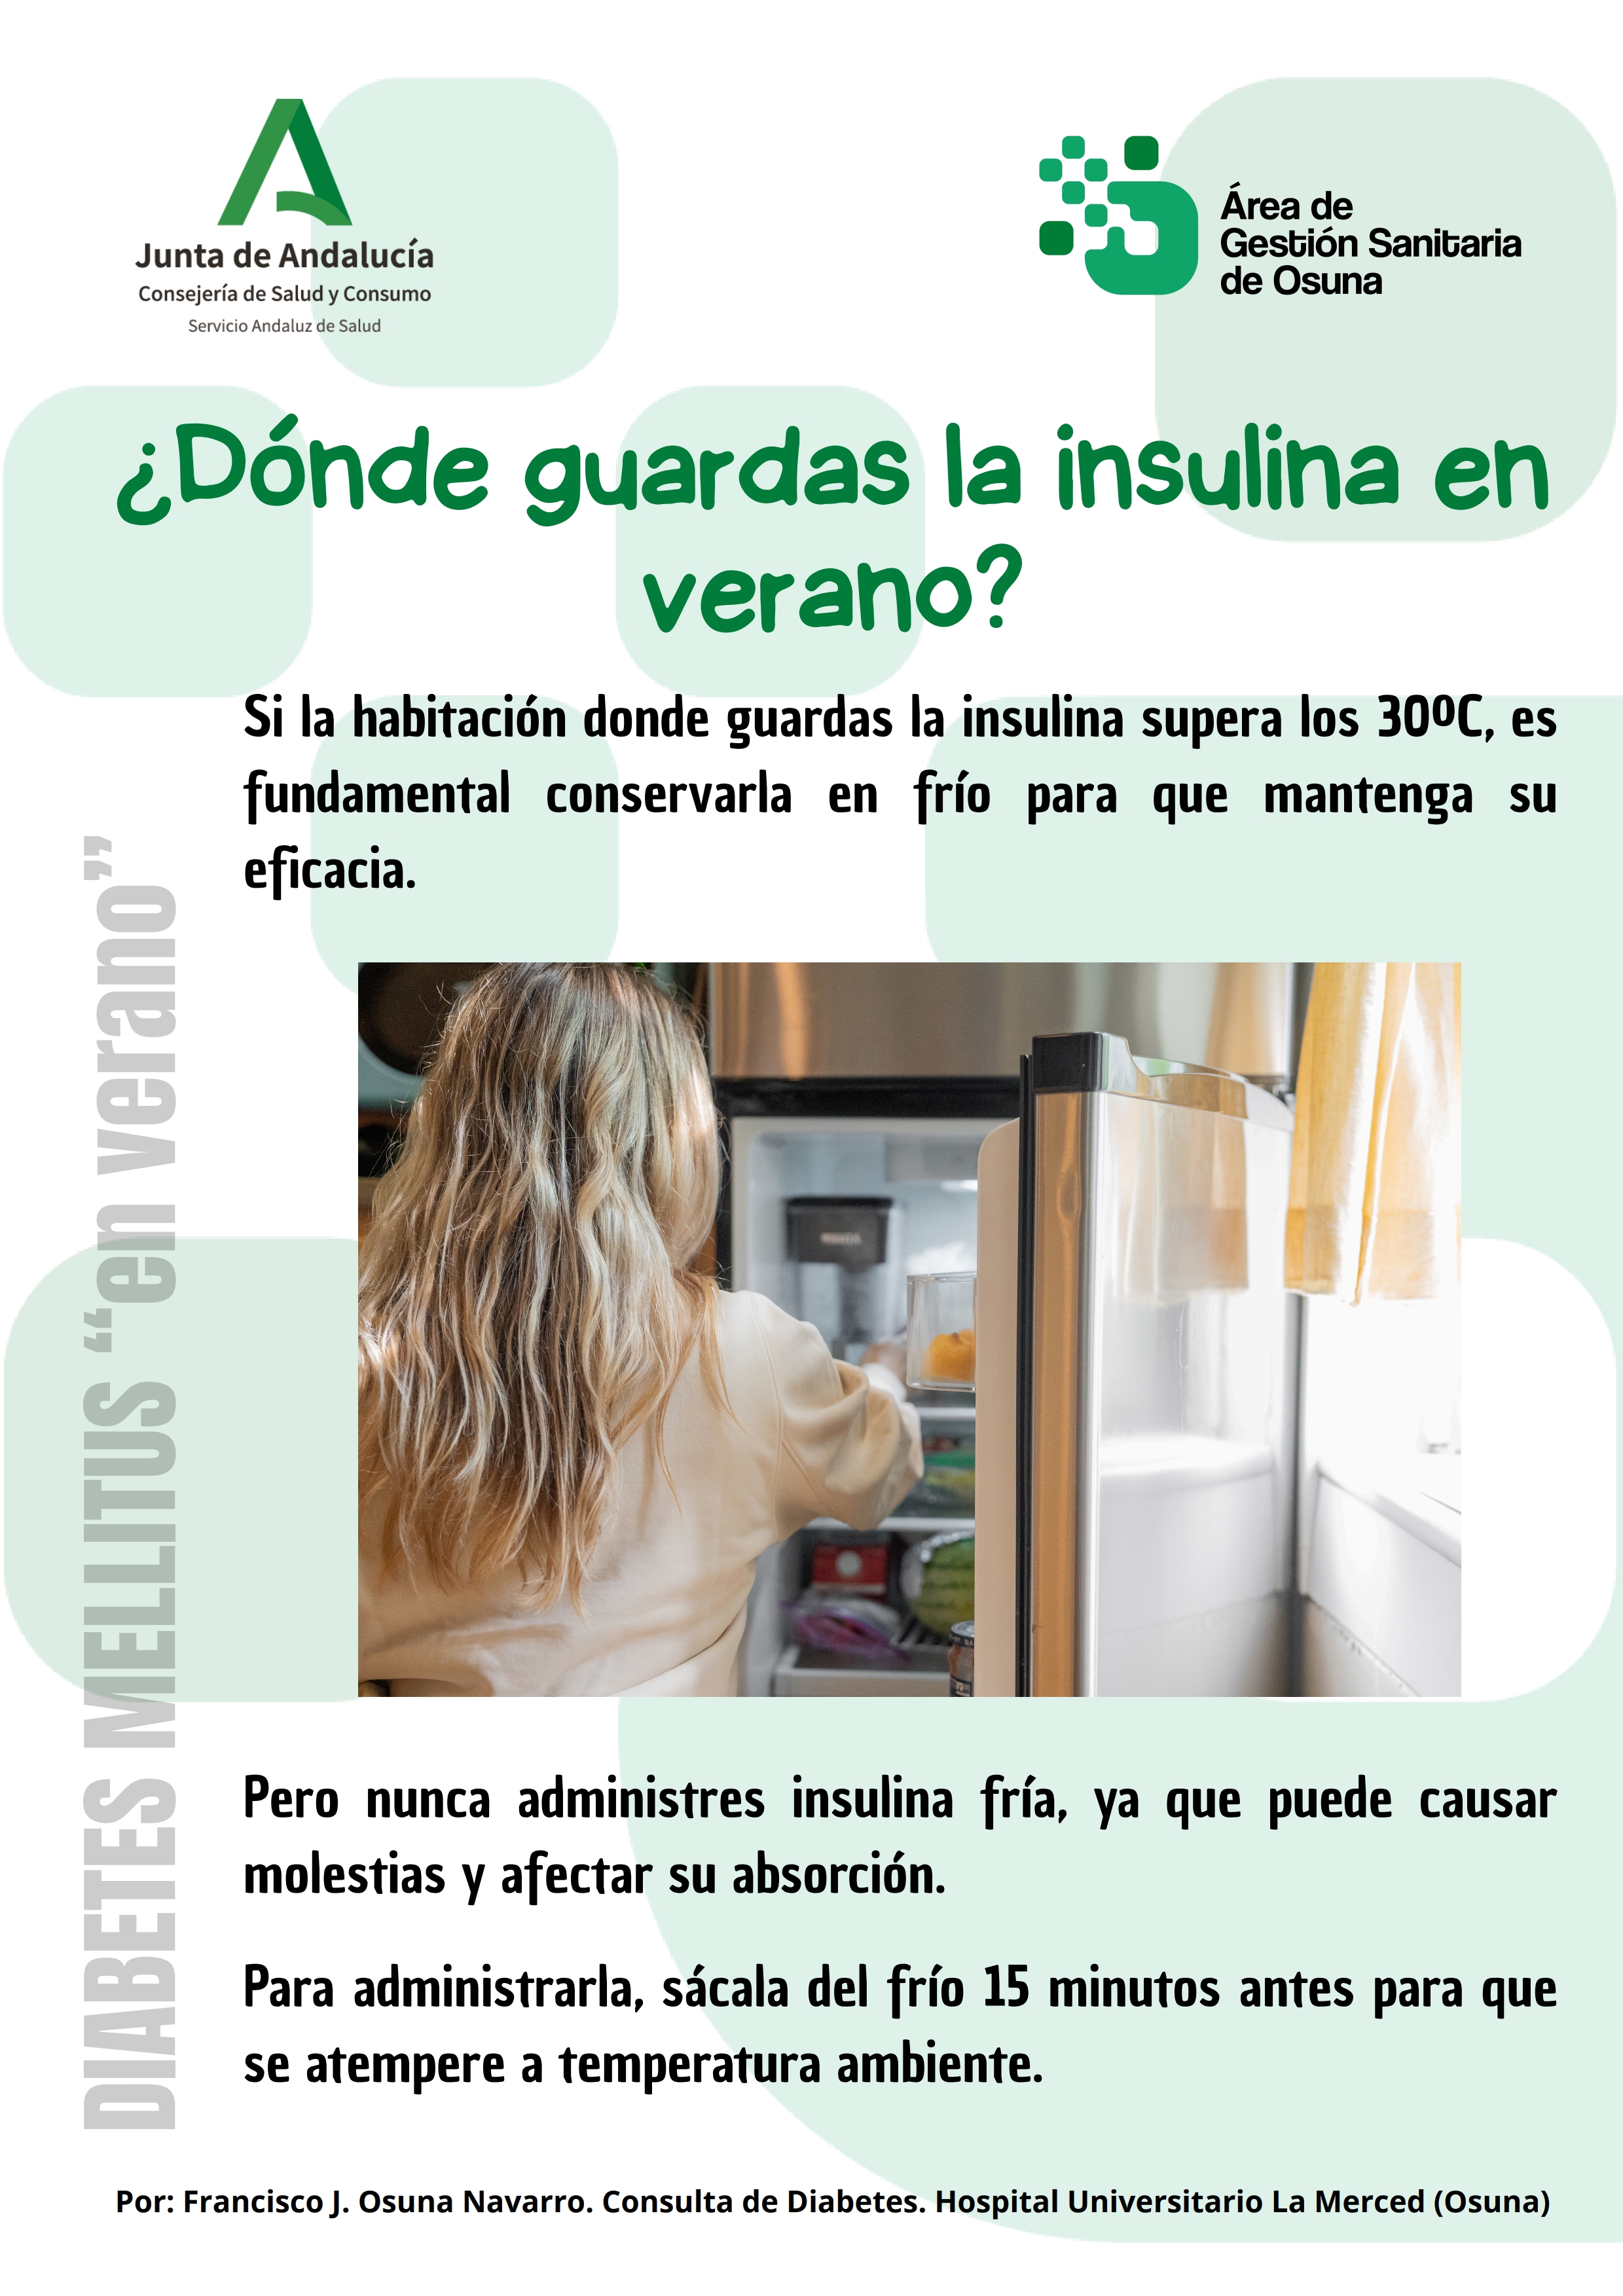 Junta de Andalucía
Consejería de Salud y Consumo
Servicio Andaluz de Salud
Área de
Gestión Sanitaria
de Osuna
¿Dónde guardas la insulina en
verano?
Si la habitación donde guardas la insulina supera los 30ºC, es
fundamental conservarla en frío para que mantenga su
eficacia.
DIABETES MELLITUS “en verano”
Pero nunca administres insulina fría, ya que puede causar
molestias y afectar su absorción.
Para administrarla, sácala del frío 15 minutos antes para que
se atempere a temperatura ambiente.
Por: Francisco J. Osuna Navarro. Consulta de Diabetes. Hospital Universitario La Merced (Osuna)